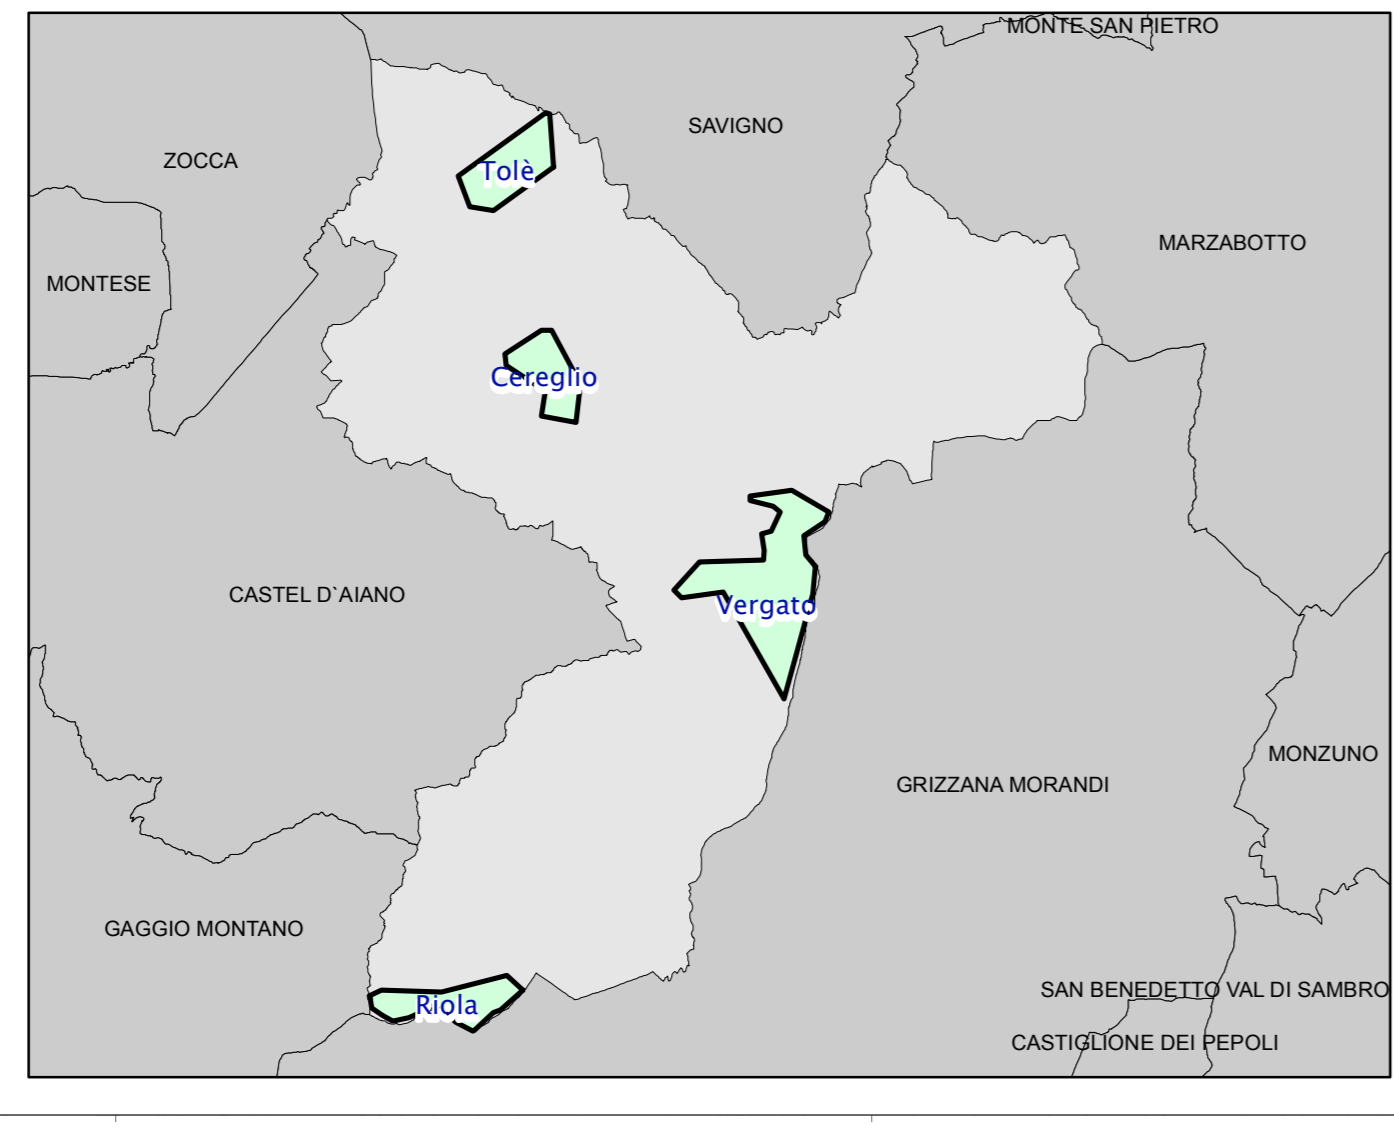 MONTE SAN PIETRO
SAVIGNO
ZOCCA
Tolè
MARZABOTTO
MONTESE
Cereglio
CASTEL D`AIANO
Vergato
MONZUNO
GRIZZANA MORANDI
GAGGIO MONTANO
SAN BENEDETTO VAL DI SAMBRO
Riola
CASTIGLIONE DEI PEPOLI